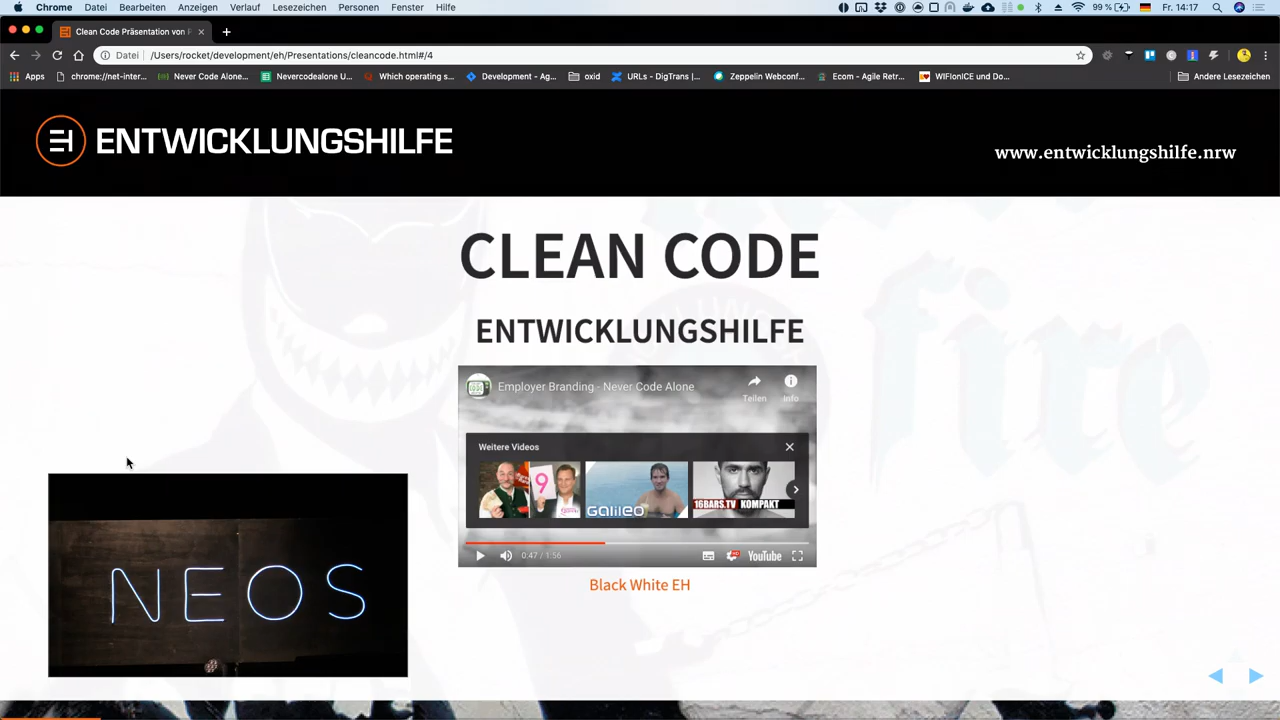 Chrome Datei Bearbeiten Anzeigen Verlauf Lesezeichen Personen Fenster Hilfe 99 % Fr. 14:17
Clean Code Präsentation von
Datei /Users/rocket/development/eh/Presentations/cleancode.html#/4
Apps chrome://net-inter... Never Code Alone... Nevercodealone U... Which operating s... Development - Ag... oxid URLs - DigTrans |... Zeppelin Webconf... Ecom - Agile Retr... WIFIonICE und Do... Andere Lesezeichen
EH ENTWICKLUNGSHILFE
www.entwicklungshilfe.nrw
CLEAN CODE
ENTWICKLUNGSHILFE
Employer Branding - Never Code Alone
Teilen Info
Weitere Videos
9
GALILEO
16BARS.TV KOMPAKT
0:47 / 1:56 HD YouTube
Black White EH
NEOS
fire